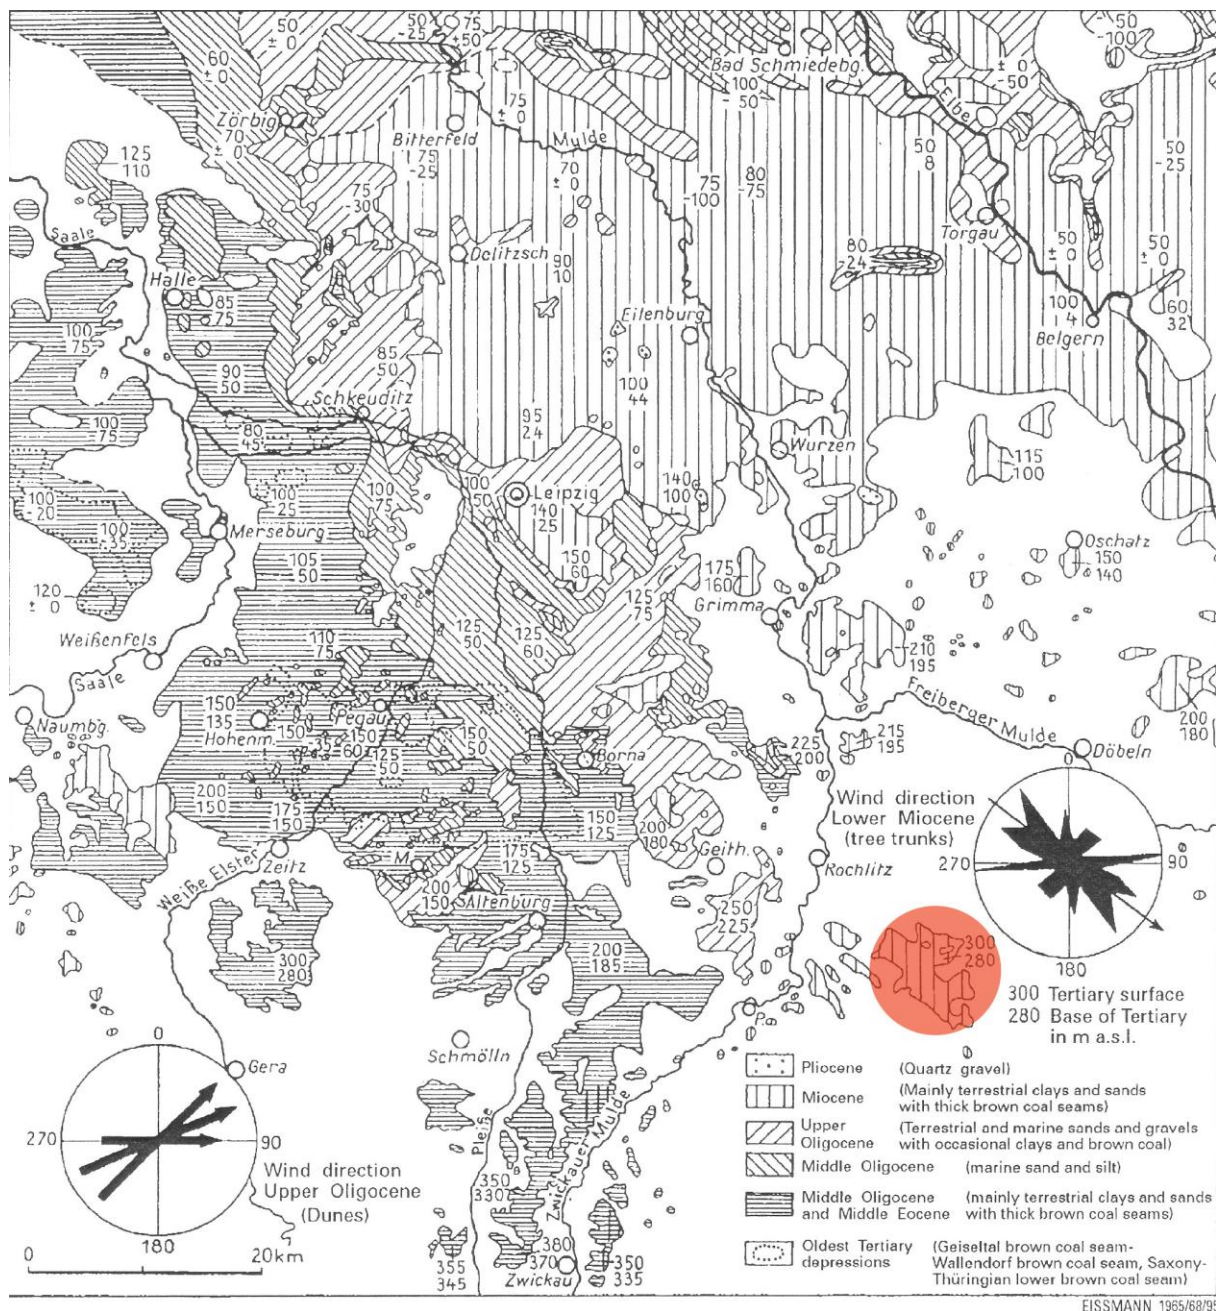 50
± 0
60
± 0
50
-25
75
± 50
Bad Schmiedebg.
100
-50
± 0
-50
-50
-100
Zörbig
70
± 0
Bitterfeld
75
-25
75
± 0
Mulde
Elbe
125
110
75
-30
70
± 0
75
-100
80
-75
50
8
50
-25
Saale
Halle
85
75
Delitzsch
90
10
80
24
Torgau
50
± 0
50
± 0
100
75
90
50
85
50
Eilenburg
100
4
Belgern
60
32
Schkeuditz
100
44
100
75
80
45
95
24
Wurzen
115
100
100
-20
100
-25
100
75
100
50
Leipzig
140
25
140
100
100
-35
Merseburg
105
50
150
60
175
160
Oschatz
150
140
120
± 0
125
75
Grimma
Weißenfels
110
75
125
50
125
60
210
195
Saale
Freiberger Mulde
200
180
Naumbg.
150
135
Hohenm.
150
Pegau
150
60
125
50
150
50
Borna
225
200
215
195
Döbeln
200
150
175
150
150
125
200
180
Wind direction
Lower Miocene
(tree trunks)
0
270
90
180
Weiße Elster
Zeitz
M.
175
125
Geith.
Rochlitz
200
150
Altenburg
250
225
300
280
200
185
300
280
300 Tertiary surface
280 Base of Tertiary
in m a.s.l.
P.
Schmölln
Gera
0
270
90
180
Wind direction
Upper Oligocene
(Dunes)
Pleiße
Zwickauer Mulde
350
330
380
370
Zwickau
355
345
350
335
0
20km
Pliocene (Quartz gravel)
Miocene (Mainly terrestrial clays and sands
with thick brown coal seams)
Upper
Oligocene (Terrestrial and marine sands and gravels
with occasional clays and brown coal)
Middle Oligocene (marine sand and silt)
Middle Oligocene (mainly terrestrial clays and sands
and Middle Eocene with thick brown coal seams)
Oldest Tertiary (Geiseltal brown coal seam-
depressions Wallendorf brown coal seam, Saxony-
Thüringian lower brown coal seam)